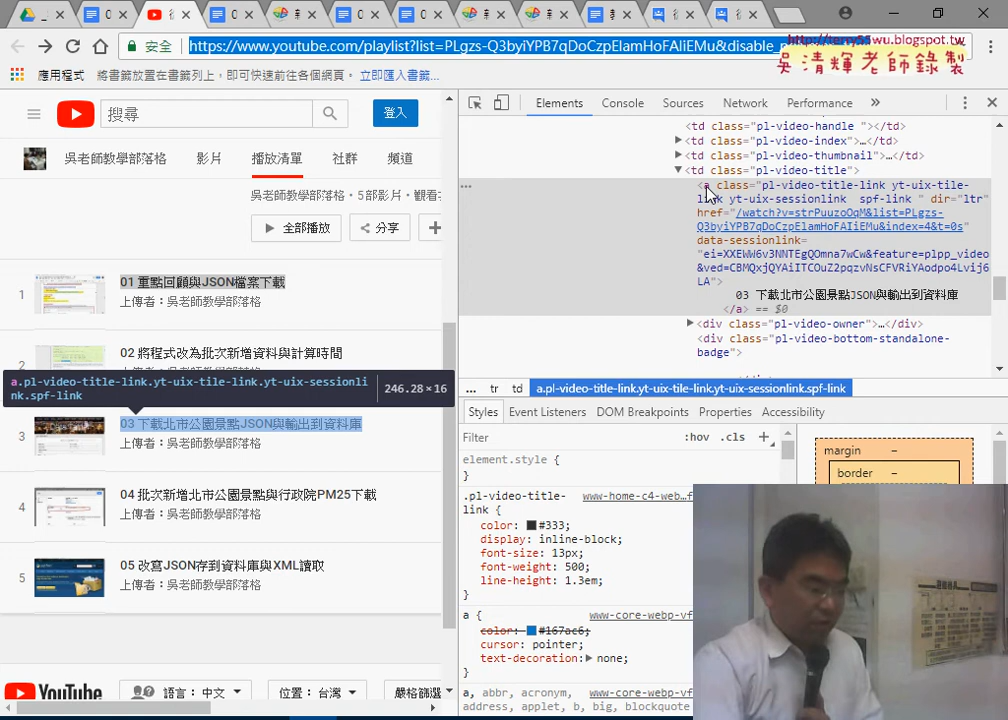 安全
https://www.youtube.com/playlist?list=PLgzs-Q3byiYPB7qDoCzpElamHoFAIiEMu&disable_
http://terry55wu.blogspot.tw
吳清輝老師錄製
應用程式
將書籤放置在書籤列上，即可快速前往各個網頁。
立即匯入書籤...
搜尋
登入
吳老師教學部落格
影片
播放清單
社群
頻道
吳老師教學部落格 • 5部影片 • 觀看
全部播放
分享
1
01 重點回顧與JSON檔案下載
上傳者：吳老師教學部落格
2
02 將程式改為批次新增資料與計算時間
a.pl-video-title-link.yt-uix-tile-link.yt-uix-sessionli
nk.spf-link
246.28 × 16
3
03 下載北市公園景點JSON與輸出到資料庫
上傳者：吳老師教學部落格
4
04 批次新增北市公園景點與行政院PM25下載
上傳者：吳老師教學部落格
5
05 改寫JSON存到資料庫與XML讀取
上傳者：吳老師教學部落格
YouTube
語言：中文
位置：台灣
嚴格篩選
Elements
Console
Sources
Network
Performance
»
<td class="pl-video-handle "></td>
<td class="pl-video-index">…</td>
<td class="pl-video-thumbnail">…</td>
<td class="pl-video-title">
<a class="pl-video-title-link yt-uix-tile-
link yt-uix-sessionlink  spf-link " dir="ltr"
href="/watch?v=strPuuzoOqM&list=PLgzs-
Q3byiYPB7qDoCzpElamHoFAIiEMu&index=4&t=0s"
data-sessionlink=
"ei=XXEWW6v3NNTEgQOmna7wCw&feature=plpp_video
&ved=CBMQxjQYAiITCOuZ2pqzvNsCFVRiYAodpo4Lvij6
LA">
03 下載北市公園景點JSON與輸出到資料庫
</a> == $0
<div class="pl-video-owner">…</div>
<div class="pl-video-bottom-standalone-
badge">
...
tr
td
a.pl-video-title-link.yt-uix-tile-link.yt-uix-sessionlink.spf-link
Styles
Event Listeners
DOM Breakpoints
Properties
Accessibility
Filter
:hov
.cls
+
element.style {
}
.pl-video-title-
link {
www-home-c4-web…f
color: #333;
display: inline-block;
font-size: 13px;
font-weight: 500;
line-height: 1.3em;
}
a {
www-core-webp-vf
color: #167ac6;
cursor: pointer;
text-decoration: none;
}
a, abbr, acronym,
www-core-webp-vf
address, applet, b, big, blockquote
margin
–
border
–